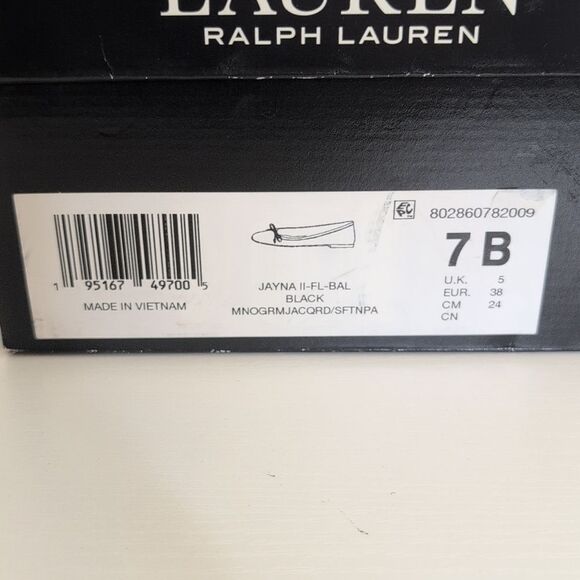 LAUREN
RALPH LAUREN
802860782009
7 B
U.K. 5
EUR. 38
CM 24
CN
JAYNA II-FL-BAL
BLACK
MNOGRMJACQRD/SFTNPA
1 95167 49700 5
MADE IN VIETNAM